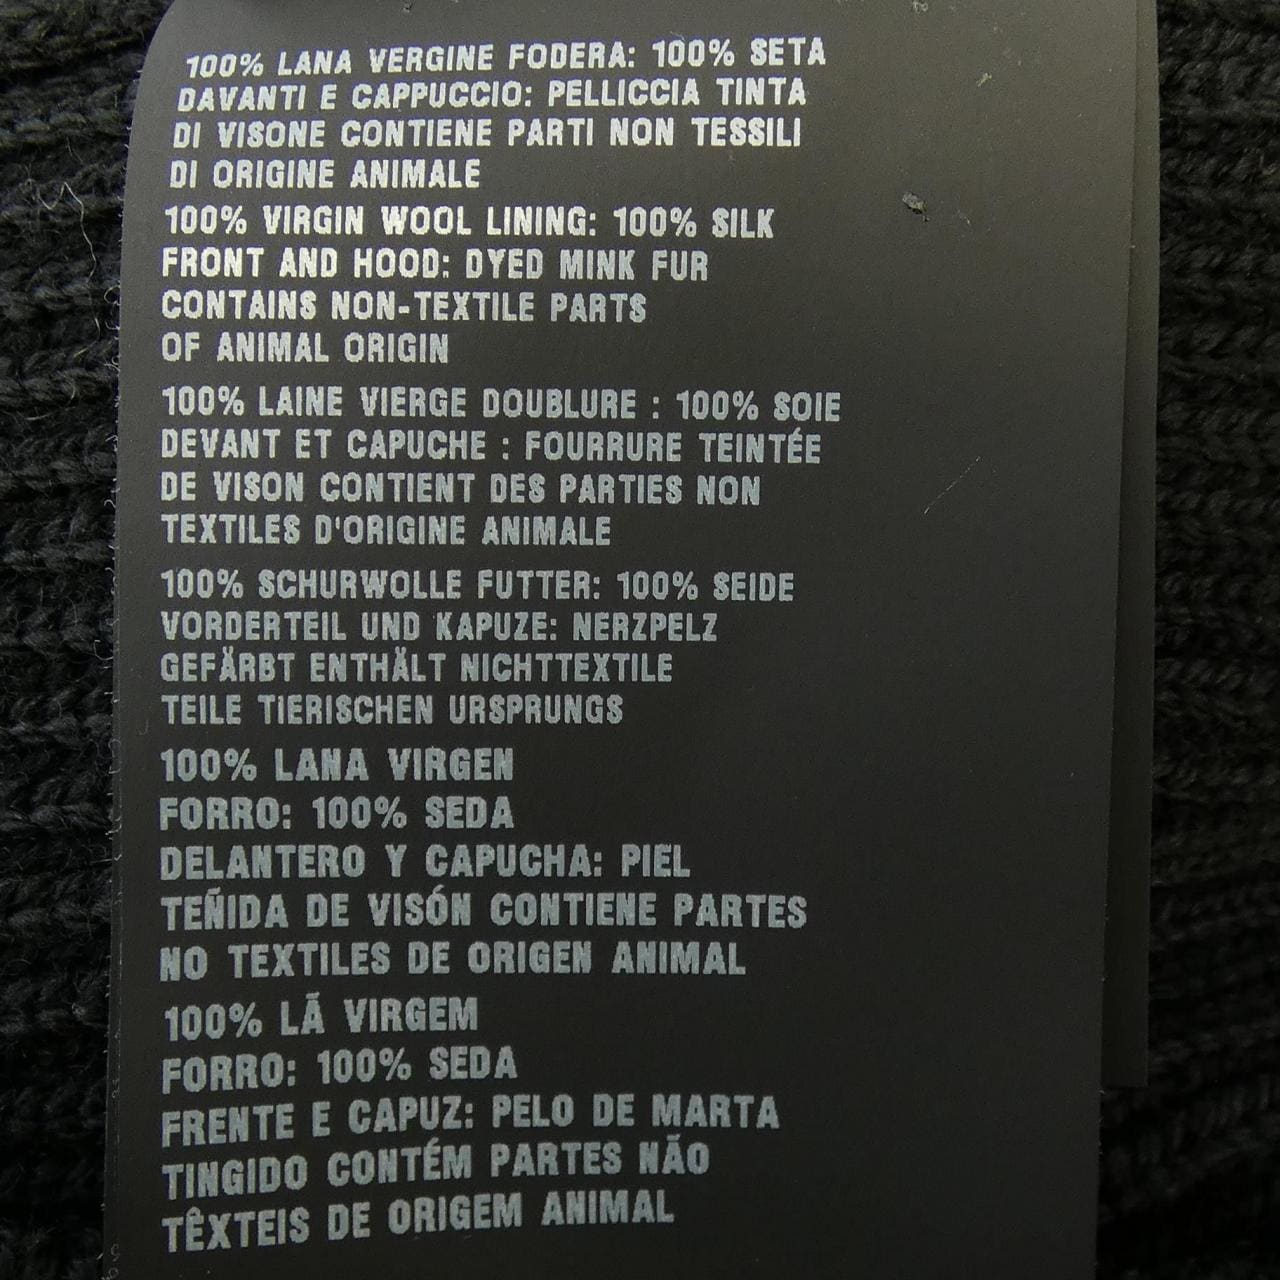 100% LANA VERGINE FODERA: 100% SETA
DAVANTI E CAPPUCCIO: PELLICCIA TINTA
DI VISONE CONTIENE PARTI NON TESSILI
DI ORIGINE ANIMALE
100% VIRGIN WOOL LINING: 100% SILK
FRONT AND HOOD: DYED MINK FUR
CONTAINS NON-TEXTILE PARTS
OF ANIMAL ORIGIN
100% LAINE VIERGE DOUBLURE : 100% SOIE
DEVANT ET CAPUCHE : FOURRURE TEINTÉE
DE VISON CONTIENT DES PARTIES NON
TEXTILES D'ORIGINE ANIMALE
100% SCHURWOLLE FUTTER: 100% SEIDE
VORDERTEIL UND KAPUZE: NERZPELZ
GEFÄRBT ENTHÄLT NICHTTEXTILE
TEILE TIERISCHEN URSPRUNGS
100% LANA VIRGEN
FORRO: 100% SEDA
DELANTERO Y CAPUCHA: PIEL
TEÑIDA DE VISÓN CONTIENE PARTES
NO TEXTILES DE ORIGEN ANIMAL
100% LÃ VIRGEM
FORRO: 100% SEDA
FRENTE E CAPUZ: PELO DE MARTA
TINGIDO CONTÉM PARTES NÃO
TÊXTEIS DE ORIGEM ANIMAL